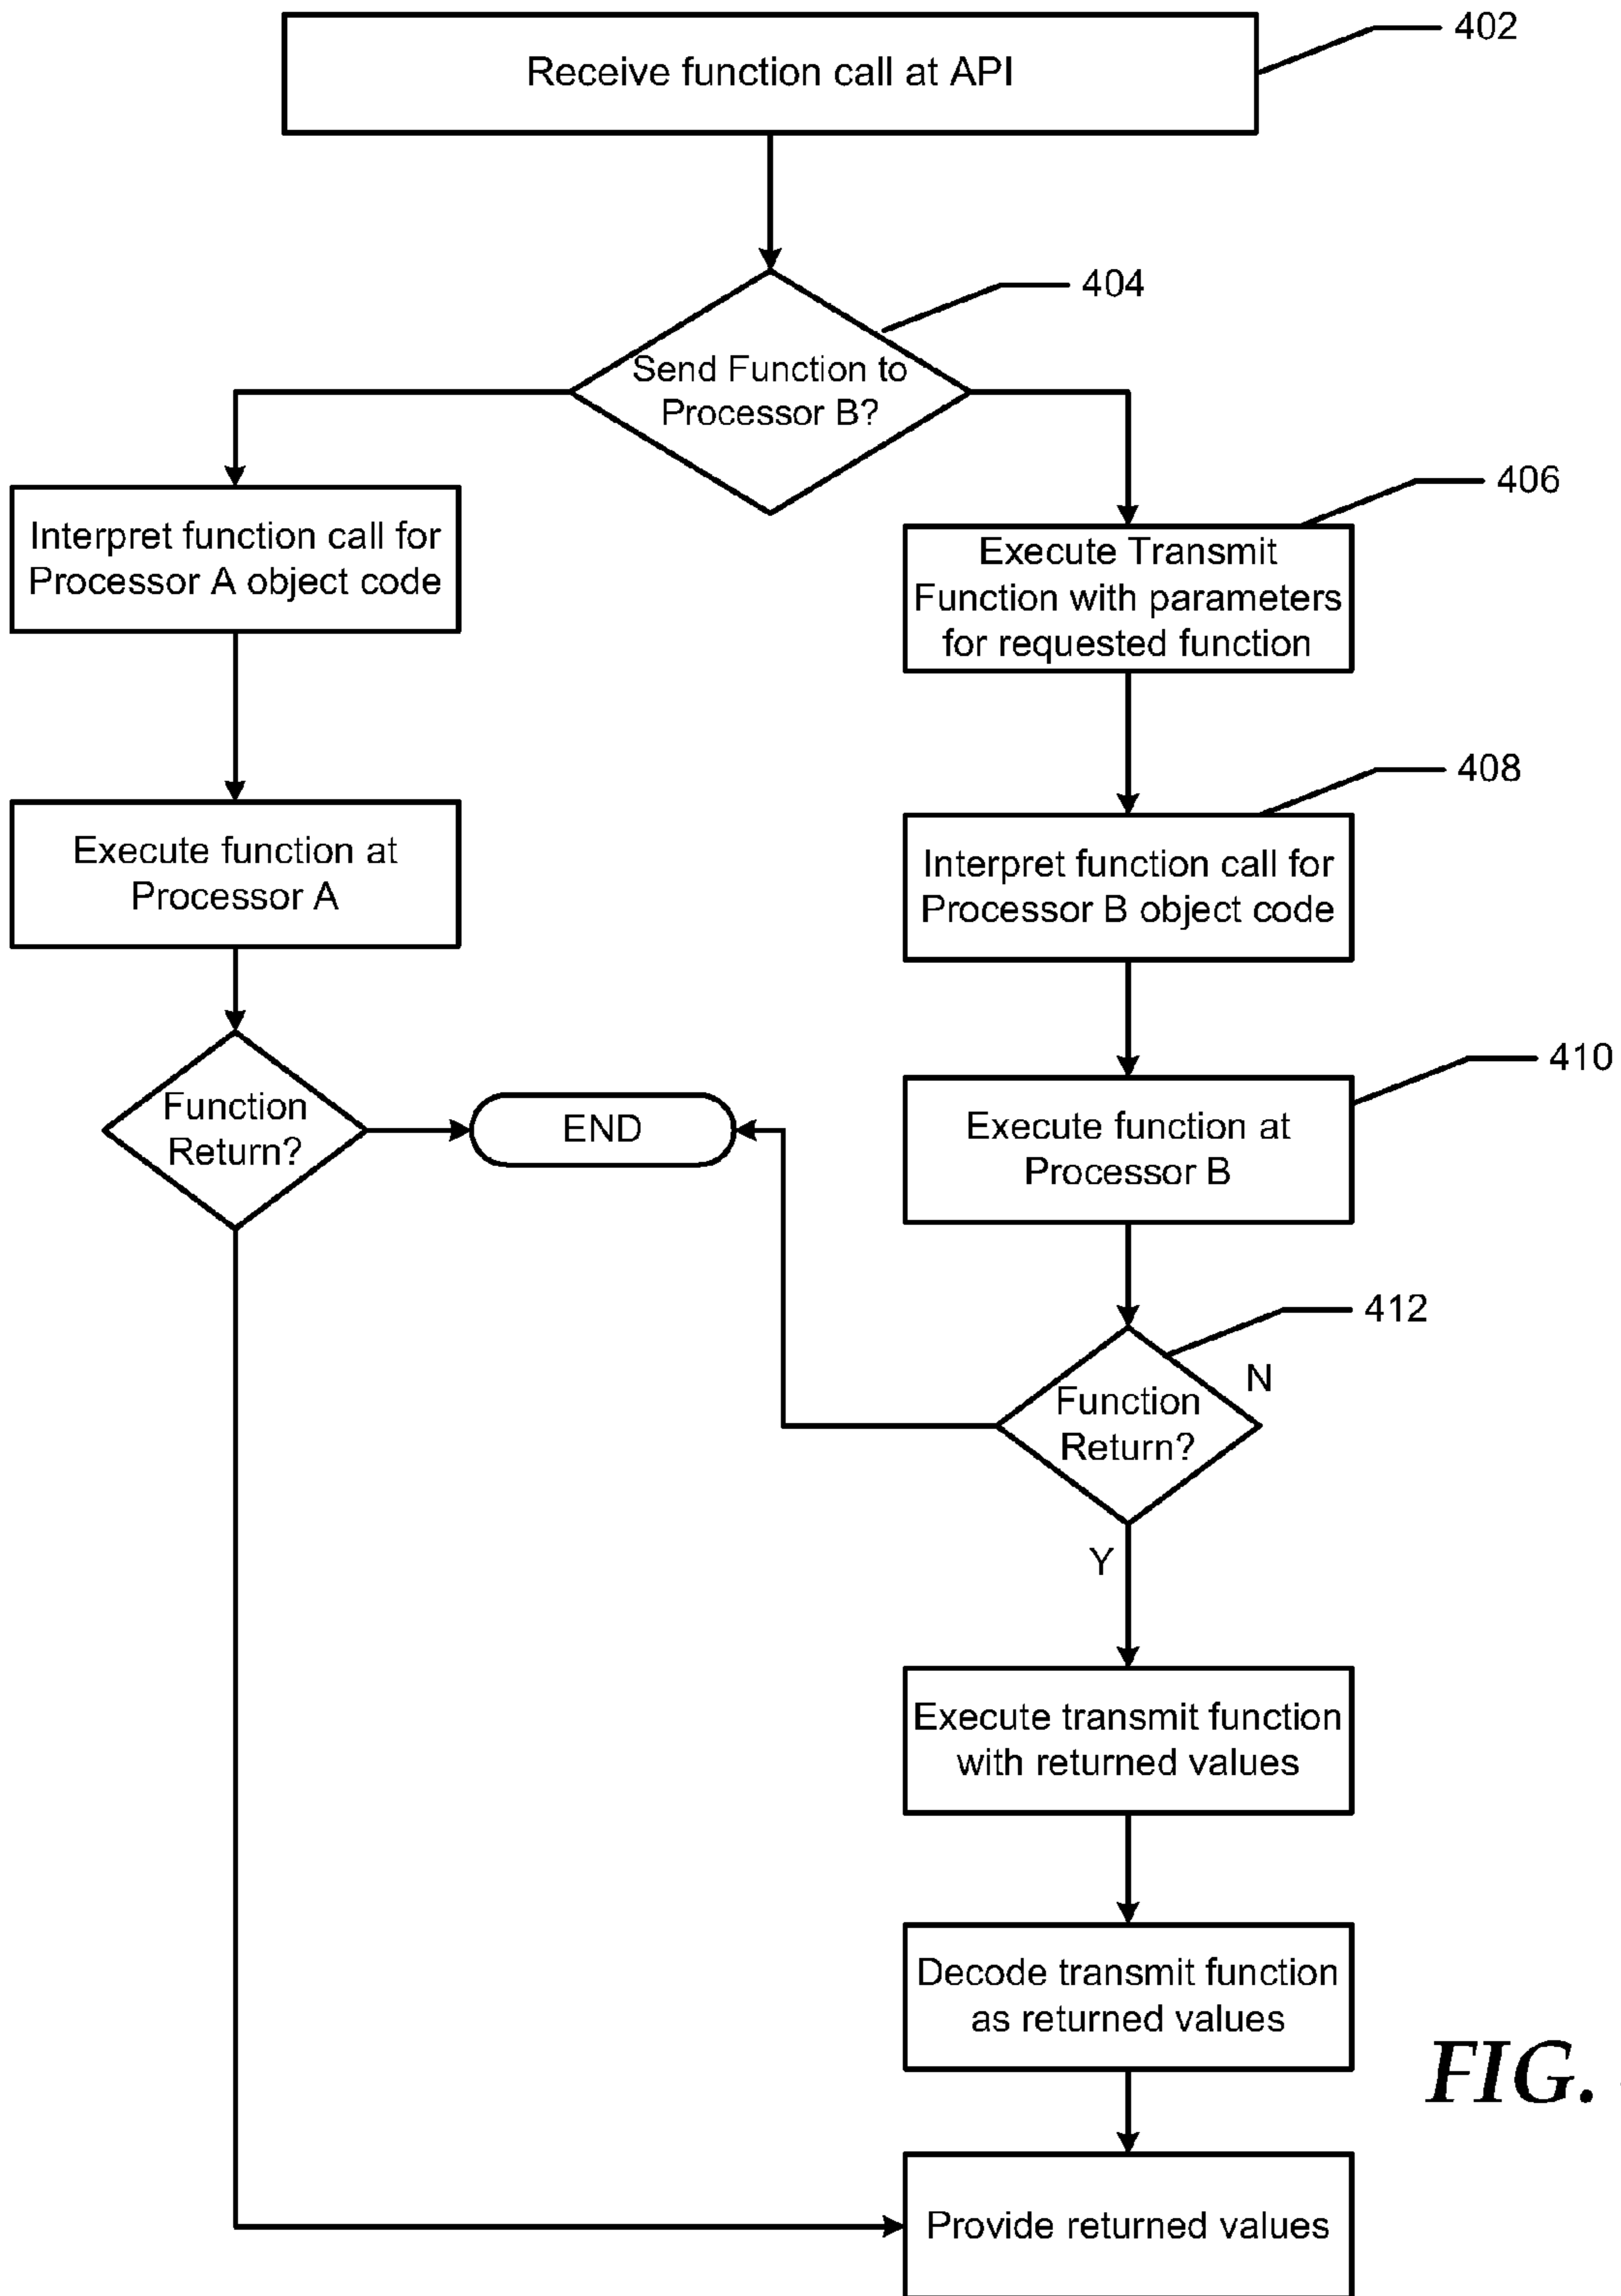 Receive function call at API
402
404
Send Function to
Processor B?
406
Interpret function call for
Processor A object code
Execute Transmit
Function with parameters
for requested function
408
Execute function at
Processor A
Interpret function call for
Processor B object code
410
Function
Return?
END
Execute function at
Processor B
412
N
Function
Return?
Y
Execute transmit function
with returned values
Decode transmit function
as returned values
FIG.
Provide returned values